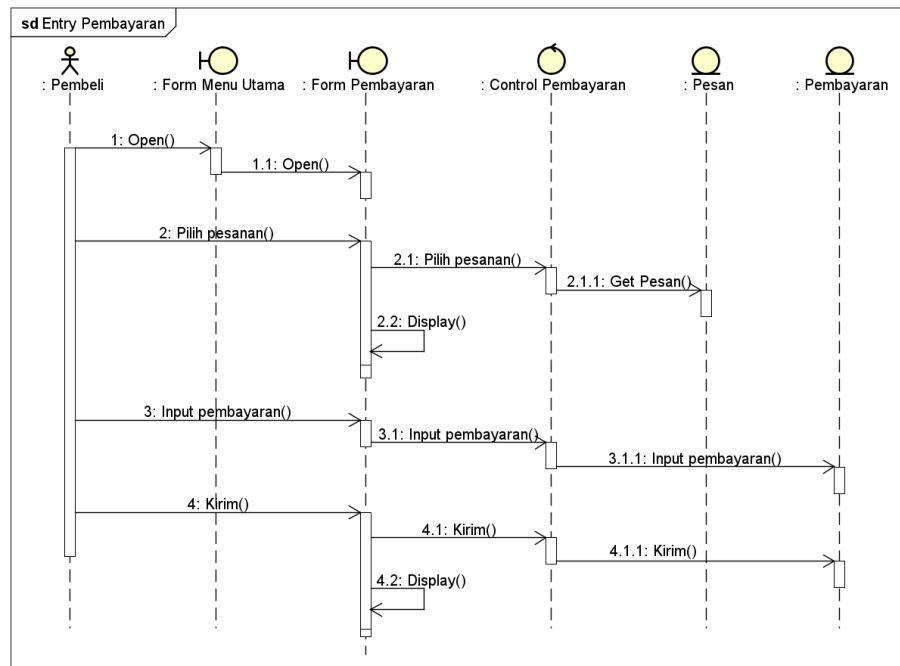 sd Entry Pembayaran
: Pembeli
: Form Menu Utama
: Form Pembayaran
: Control Pembayaran
: Pesan
: Pembayaran
1: Open()
1.1: Open()
2: Pilih pesanan()
2.1: Pilih pesanan()
2.1.1: Get Pesan()
2.2: Display()
3: Input pembayaran()
3.1: Input pembayaran()
3.1.1: Input pembayaran()
4: Kirim()
4.1: Kirim()
4.1.1: Kirim()
4.2: Display()